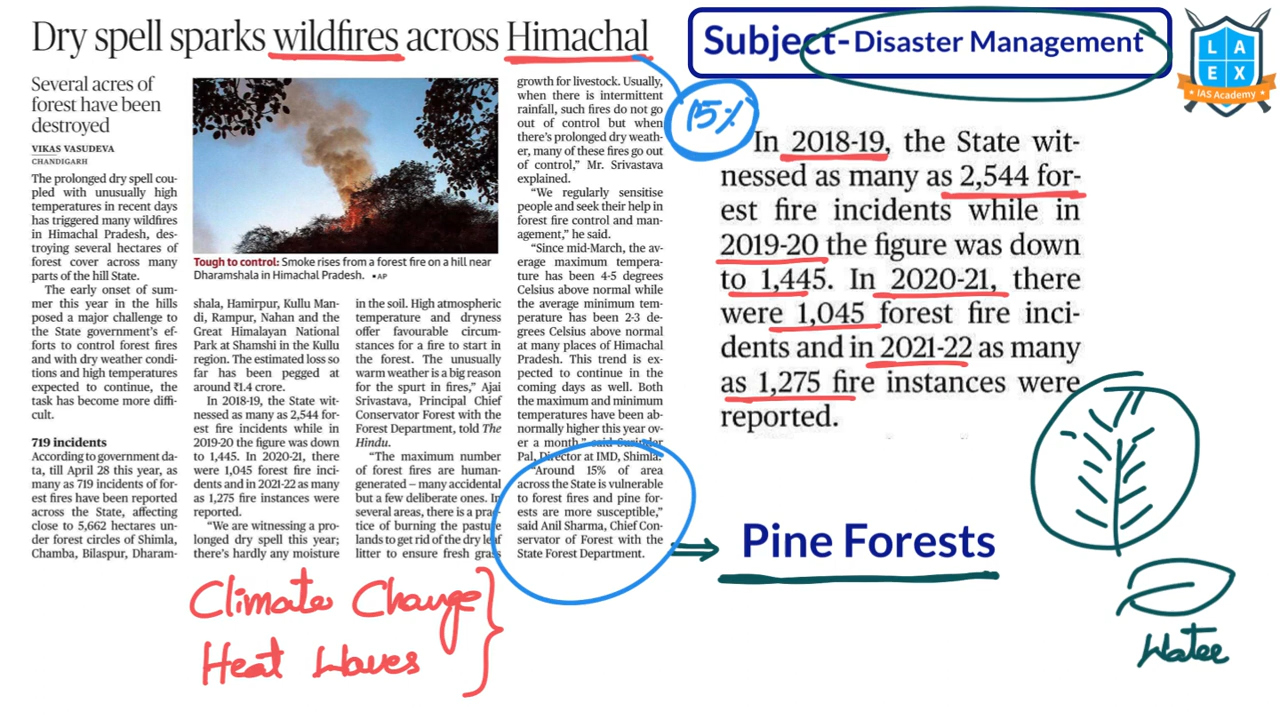 Dry spell sparks wildfires across Himachal
Several acres of
forest have been
destroyed
VIKAS VASUDEVA
CHANDIGARH
The prolonged dry spell cou-
pled with unusually high
temperatures in recent days
has triggered many wildfires
in Himachal Pradesh, des-
troying several hectares of
forest cover across many
parts of the hill State.
The early onset of sum-
mer this year in the hills
posed a major challenge to
the State government's ef-
forts to control forest fires
and with dry weather condi-
tions and high temperatures
expected to continue, the
task has become more diffi-
cult.
719 incidents
According to government da-
ta, till April 28 this year, as
many as 719 incidents of for-
est fires have been reported
across the State, affecting
close to 5,662 hectares un-
der forest circles of Shimla,
Chamba, Bilaspur, Dharam-
Tough to control: Smoke rises from a forest fire on a hill near
Dharamshala in Himachal Pradesh. •AP
shala, Hamirpur, Kullu Man-
di, Rampur, Nahan and the
Great Himalayan National
Park at Shamshi in the Kullu
region. The estimated loss so
far has been pegged at
around ₹1.4 crore.
In 2018-19, the State wit-
nessed as many as 2,544 for-
est fire incidents while in
2019-20 the figure was down
to 1,445. In 2020-21, there
were 1,045 forest fire inci-
dents and in 2021-22 as many
as 1,275 fire instances were
reported.
"We are witnessing a pro-
longed dry spell this year;
there's hardly any moisture
in the soil. High atmospheric
temperature and dryness
offer favourable circum-
stances for a fire to start in
the forest. The unusually
warm weather is a big reason
for the spurt in fires," Ajai
Srivastava, Principal Chief
Conservator Forest with the
Forest Department, told The
Hindu.
"The maximum number
of forest fires are human-
generated – many accidental
but a few deliberate ones. In
several areas, there is a prac-
tice of burning the pasture
lands to get rid of the dry leaf
litter to ensure fresh grass
growth for livestock. Usually,
when there is intermittent
rainfall, such fires do not go
out of control but when
there's prolonged dry weath-
er, many of these fires go out
of control," Mr. Srivastava
explained.
"We regularly sensitise
people and seek their help in
forest fire control and man-
agement," he said.
"Since mid-March, the av-
erage maximum tempera-
ture has been 4-5 degrees
Celsius above normal while
the average minimum tem-
perature has been 2-3 de-
grees Celsius above normal
at many places of Himachal
Pradesh. This trend is ex-
pected to continue in the
coming days as well. Both
the maximum and minimum
temperatures have been ab-
normally higher this year ov-
er a month," said Surinder
Pal, Director at IMD, Shimla.
"Around 15% of area
across the State is vulnerable
to forest fires and pine for-
ests are more susceptible,"
said Anil Sharma, Chief Con-
servator of Forest with the
State Forest Department.
Climate Change
Heat Waves
Subject-Disaster Management
LA
EX
IAS Academy
15%
In 2018-19, the State wit-
nessed as many as 2,544 for-
est fire incidents while in
2019-20 the figure was down
to 1,445. In 2020-21, there
were 1,045 forest fire inci-
dents and in 2021-22 as many
as 1,275 fire instances were
reported.
Pine Forests
Water